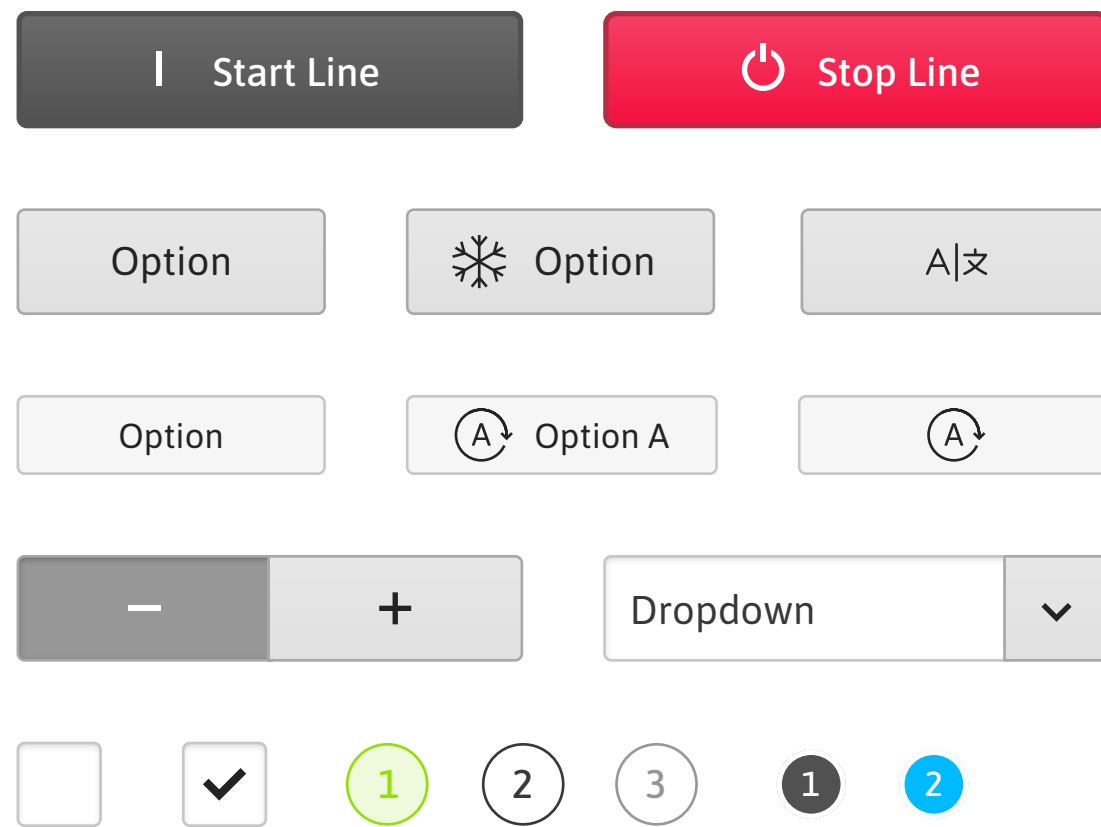 Start Line
Stop Line
Option
Option
A|文
Option
A Option A
A
− +
Dropdown
1 2 3 1 2